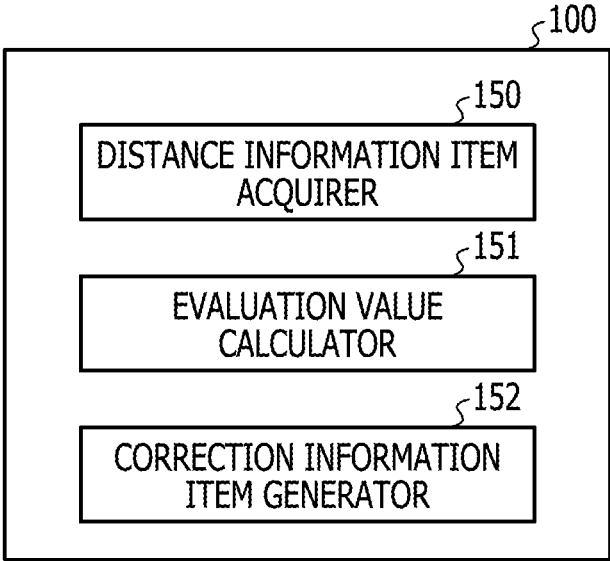 100
150
DISTANCE INFORMATION ITEM
ACQUIRER
151
EVALUATION VALUE
CALCULATOR
152
CORRECTION INFORMATION
ITEM GENERATOR